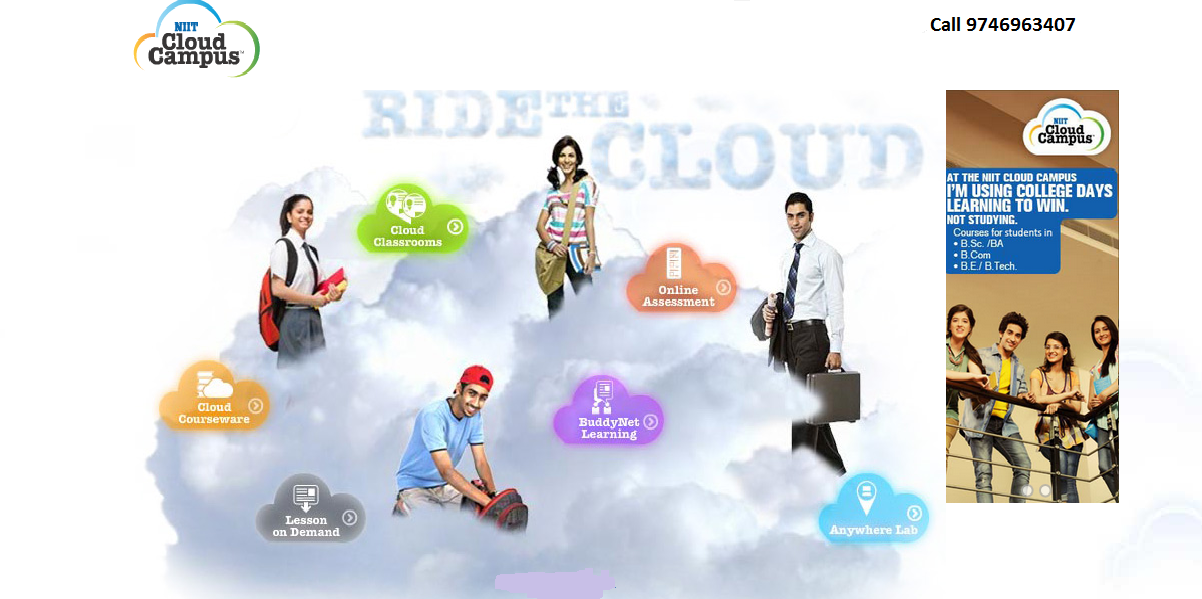 NIIT
Cloud
Campus™
Call 9746963407
RIDE THE
CLOUD
NIIT
Cloud
Campus
AT THE NIIT CLOUD CAMPUS
I'M USING COLLEGE DAYS
LEARNING TO WIN.
NOT STUDYING.
Courses for students in
• B.Sc. /BA
• B.Com
• B.E./ B.Tech.
Cloud
Classrooms
Online
Assessment
Cloud
Courseware
BuddyNet
Learning
Lesson
on Demand
Anywhere Lab